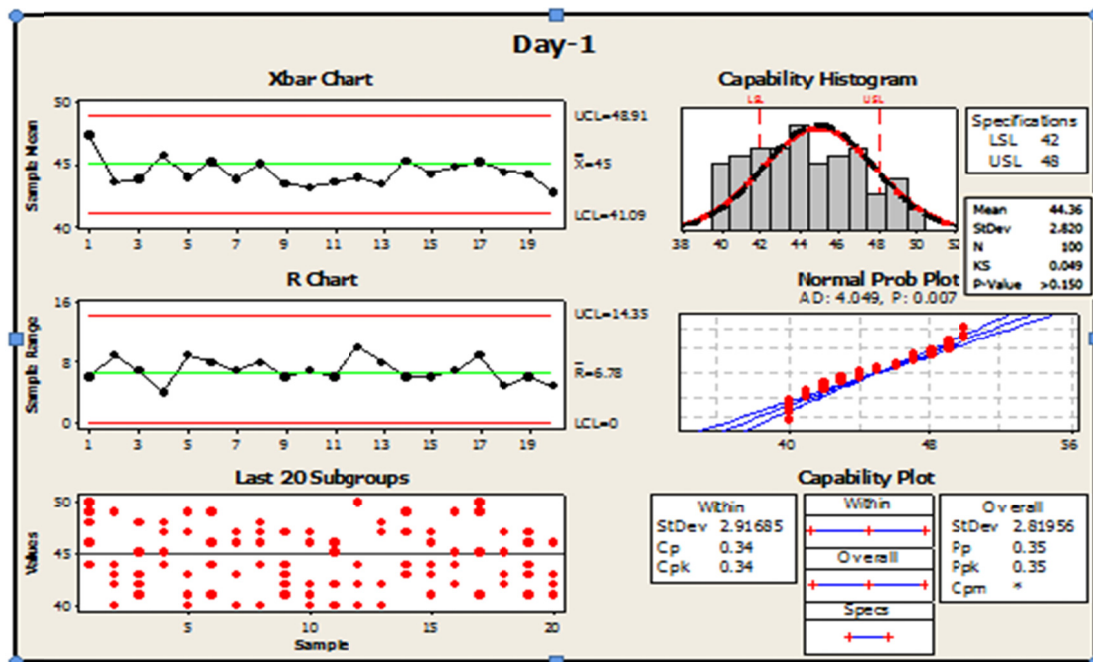 Day-1
Xbar Chart
Sample Mean
50
45
40
UCL=48.91
X=45
LCL=41.09
1 3 5 7 9 11 13 15 17 19
Capability Histogram
LSL USL
38 40 42 44 46 48 50 52
Specifications
LSL 42
USL 48
Mean 44.36
StDev 2.820
N 100
KS 0.049
P-Value >0.150
R Chart
Sample Range
16
8
0
UCL=14.35
R=6.78
LCL=0
1 3 5 7 9 11 13 15 17 19
Normal Prob Plot
AD: 4.049, P: 0.007
40 48 56
Last 20 Subgroups
Values
50
45
40
5 10 15 20
Sample
Capability Plot
Within
StDev 2.91685
Cp 0.34
Cpk 0.34
Within
Overall
Specs
Overall
StDev 2.81956
Pp 0.35
Ppk 0.35
Cpm *